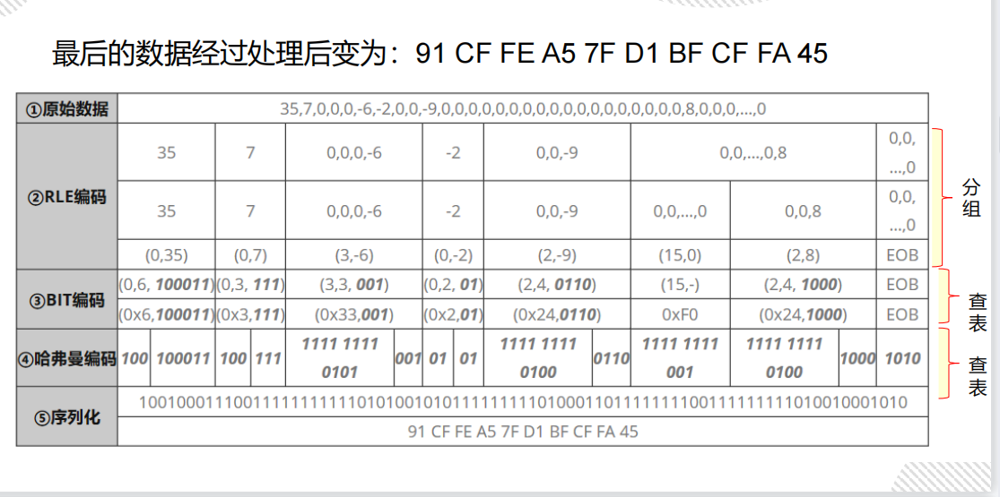 最后的数据经过处理后变为：91 CF FE A5 7F D1 BF CF FA 45
①原始数据 35,7,0,0,0,-6,-2,0,0,-9,0,0,0,0,0,0,0,0,0,0,0,0,0,0,0,0,0,0,8,0,0,0,...,0
②RLE编码
35 7 0,0,0,-6 -2 0,0,-9 0,0,...,0,8 0,0,
...,0
35 7 0,0,0,-6 -2 0,0,-9 0,0,...,0 0,0,8 0,0,
...,0
(0,35) (0,7) (3,-6) (0,-2) (2,-9) (15,0) (2,8) EOB
分
组
③BIT编码
(0,6, 100011) (0,3, 111) (3,3, 001) (0,2, 01) (2,4, 0110) (15,-) (2,4, 1000) EOB
(0x6,100011) (0x3,111) (0x33,001) (0x2,01) (0x24,0110) 0xF0 (0x24,1000) EOB
查
表
④哈弗曼编码 100 100011 100 111 1111 1111 0101 001 01 01 1111 1111 0100 0110 1111 1111 001 1111 1111 0100 1000 1010
查
表
⑤序列化
100100011100111111111110101001010111111111010001101111111100111111111010010001010
91 CF FE A5 7F D1 BF CF FA 45